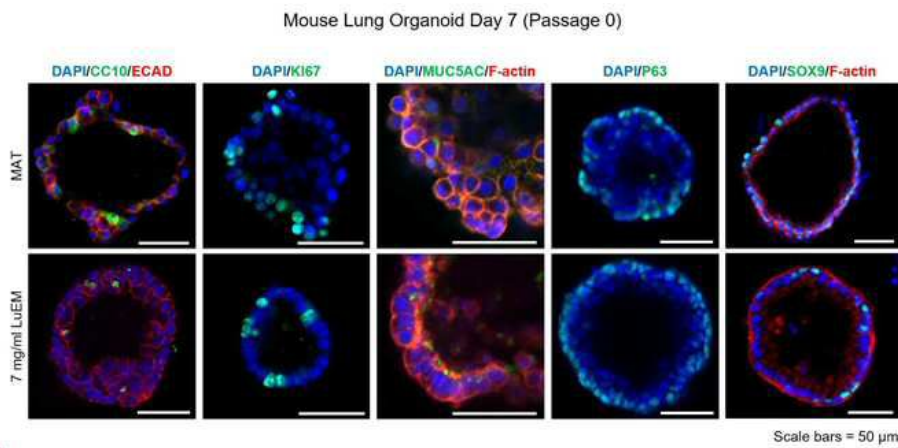 Mouse Lung Organoid Day 7 (Passage 0)
DAPI/CC10/ECAD DAPI/KI67 DAPI/MUC5AC/F-actin DAPI/P63 DAPI/SOX9/F-actin
MAT
7 mg/ml LuEM
Scale bars = 50 µm